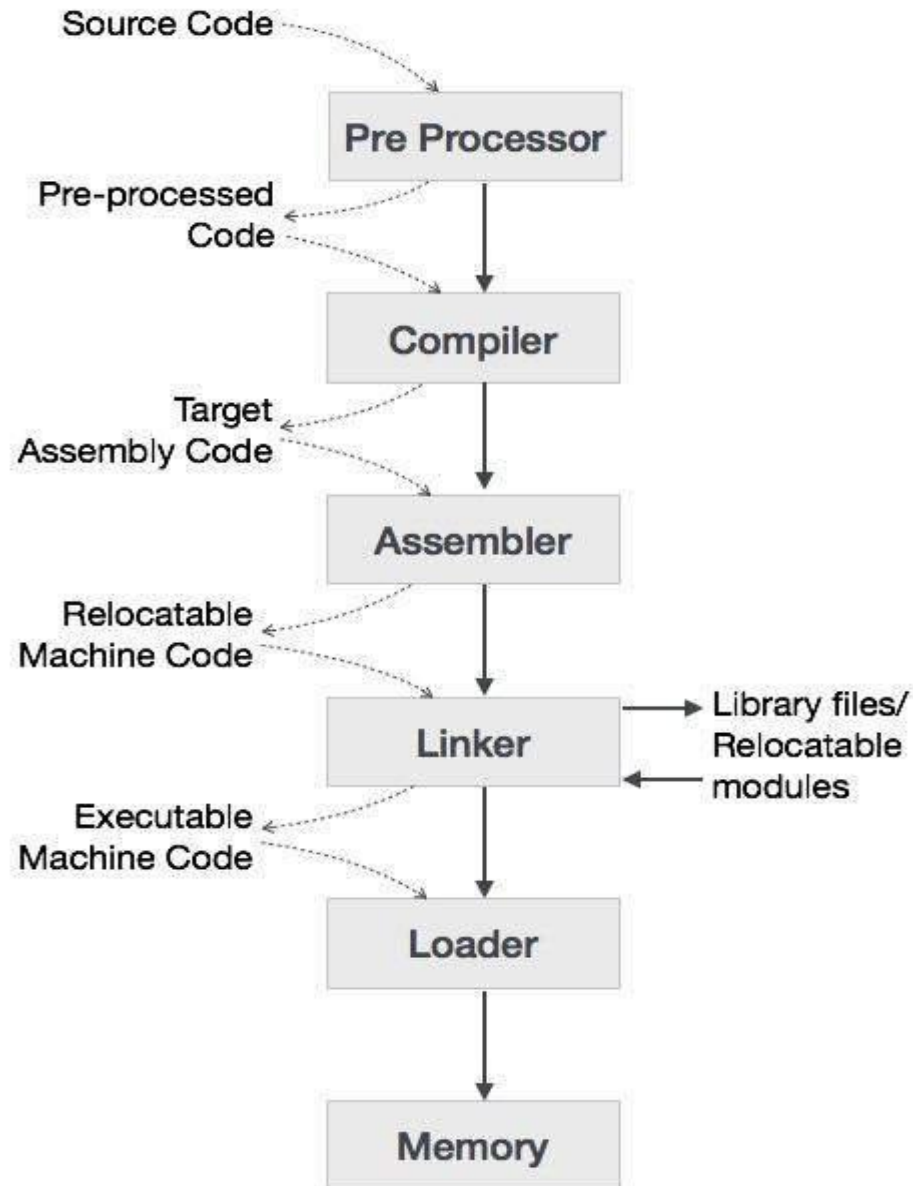 Source Code
Pre Processor
Pre-processed
Code
Compiler
Target
Assembly Code
Assembler
Relocatable
Machine Code
Linker
Library files/
Relocatable
modules
Executable
Machine Code
Loader
Memory